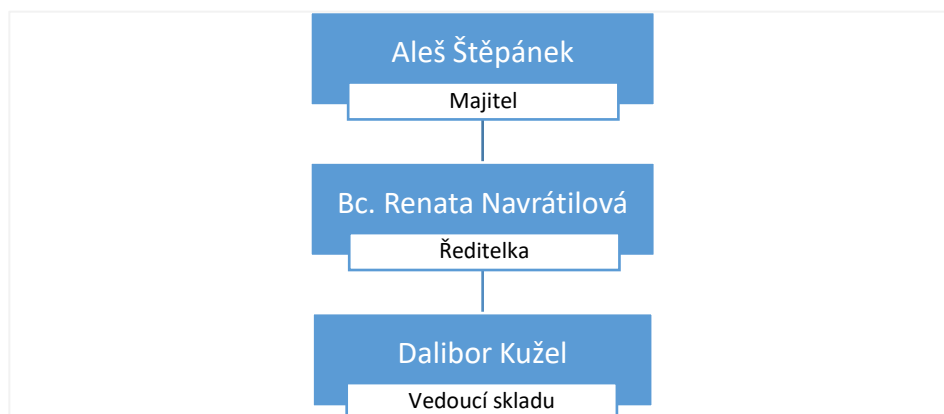 Aleš Štěpánek
Majitel
Bc. Renata Navrátilová
Ředitelka
Dalibor Kužel
Vedoucí skladu